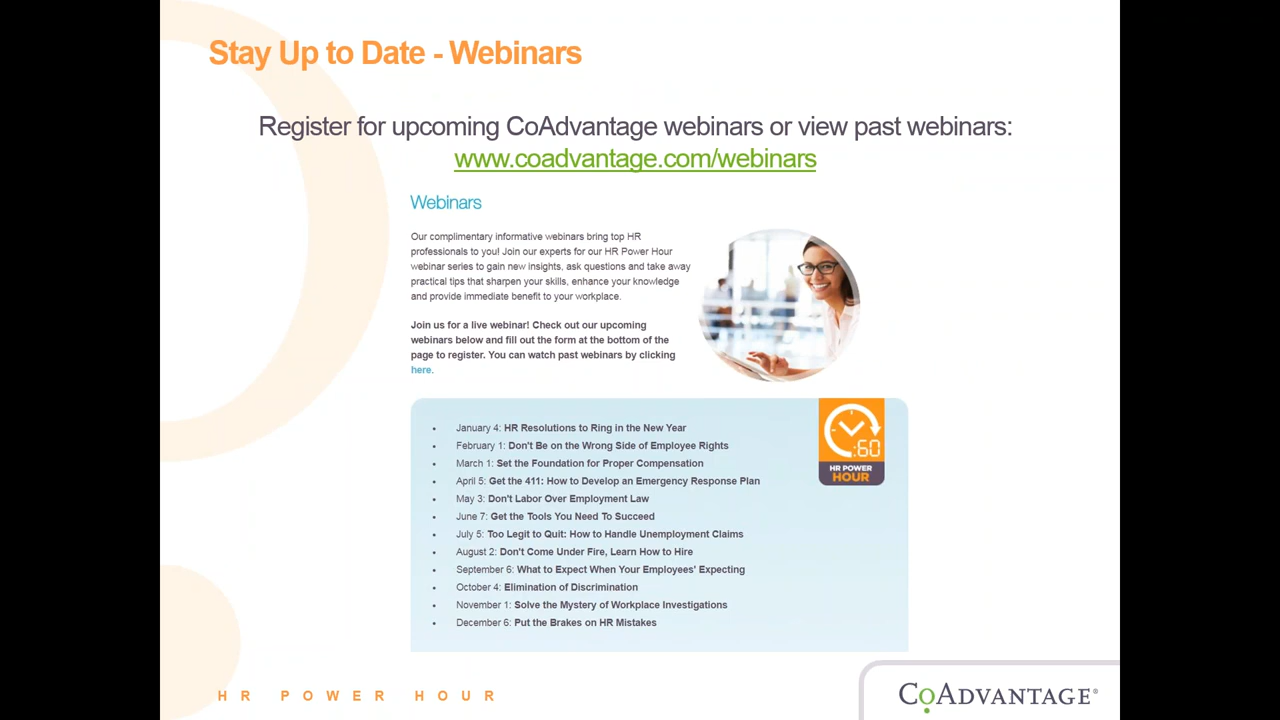 Stay Up to Date - Webinars
Register for upcoming CoAdvantage webinars or view past webinars:
www.coadvantage.com/webinars
Webinars
Our complimentary informative webinars bring top HR
professionals to you! Join our experts for our HR Power Hour
webinar series to gain new insights, ask questions and take away
practical tips that sharpen your skills, enhance your knowledge
and provide immediate benefit to your workplace.
Join us for a live webinar! Check out our upcoming
webinars below and fill out the form at the bottom of the
page to register. You can watch past webinars by clicking
here.
:60
HR POWER
HOUR
• January 4: HR Resolutions to Ring in the New Year
• February 1: Don't Be on the Wrong Side of Employee Rights
• March 1: Set the Foundation for Proper Compensation
• April 5: Get the 411: How to Develop an Emergency Response Plan
• May 3: Don't Labor Over Employment Law
• June 7: Get the Tools You Need To Succeed
• July 5: Too Legit to Quit: How to Handle Unemployment Claims
• August 2: Don't Come Under Fire, Learn How to Hire
• September 6: What to Expect When Your Employees' Expecting
• October 4: Elimination of Discrimination
• November 1: Solve the Mystery of Workplace Investigations
• December 6: Put the Brakes on HR Mistakes
HR POWER HOUR
COADVANTAGE®